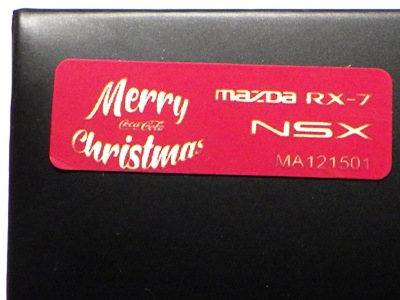 Merry
Coca-Cola
Christmas
mazda RX-7
NSX
MA121501